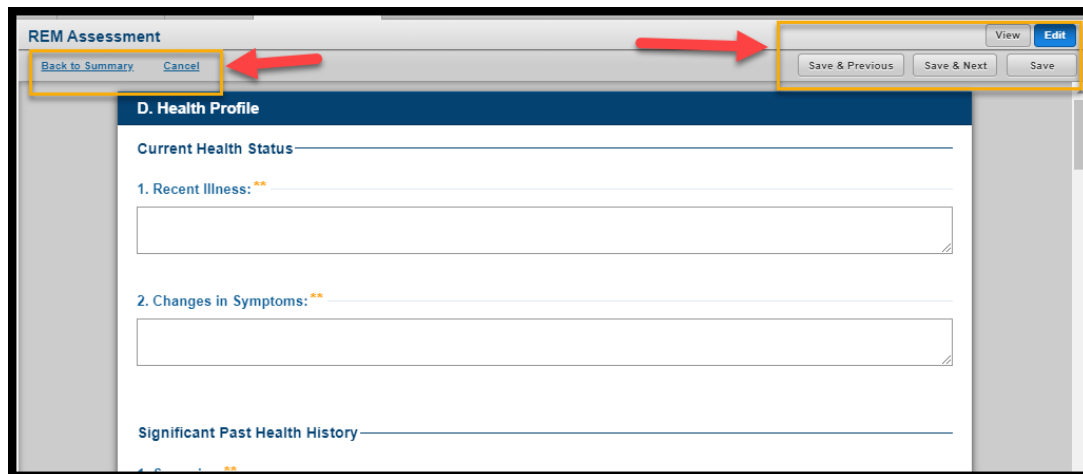 REM Assessment
View Edit
Back to Summary Cancel
Save & Previous Save & Next Save
D. Health Profile
Current Health Status
1. Recent Illness: **
2. Changes in Symptoms: **
Significant Past Health History